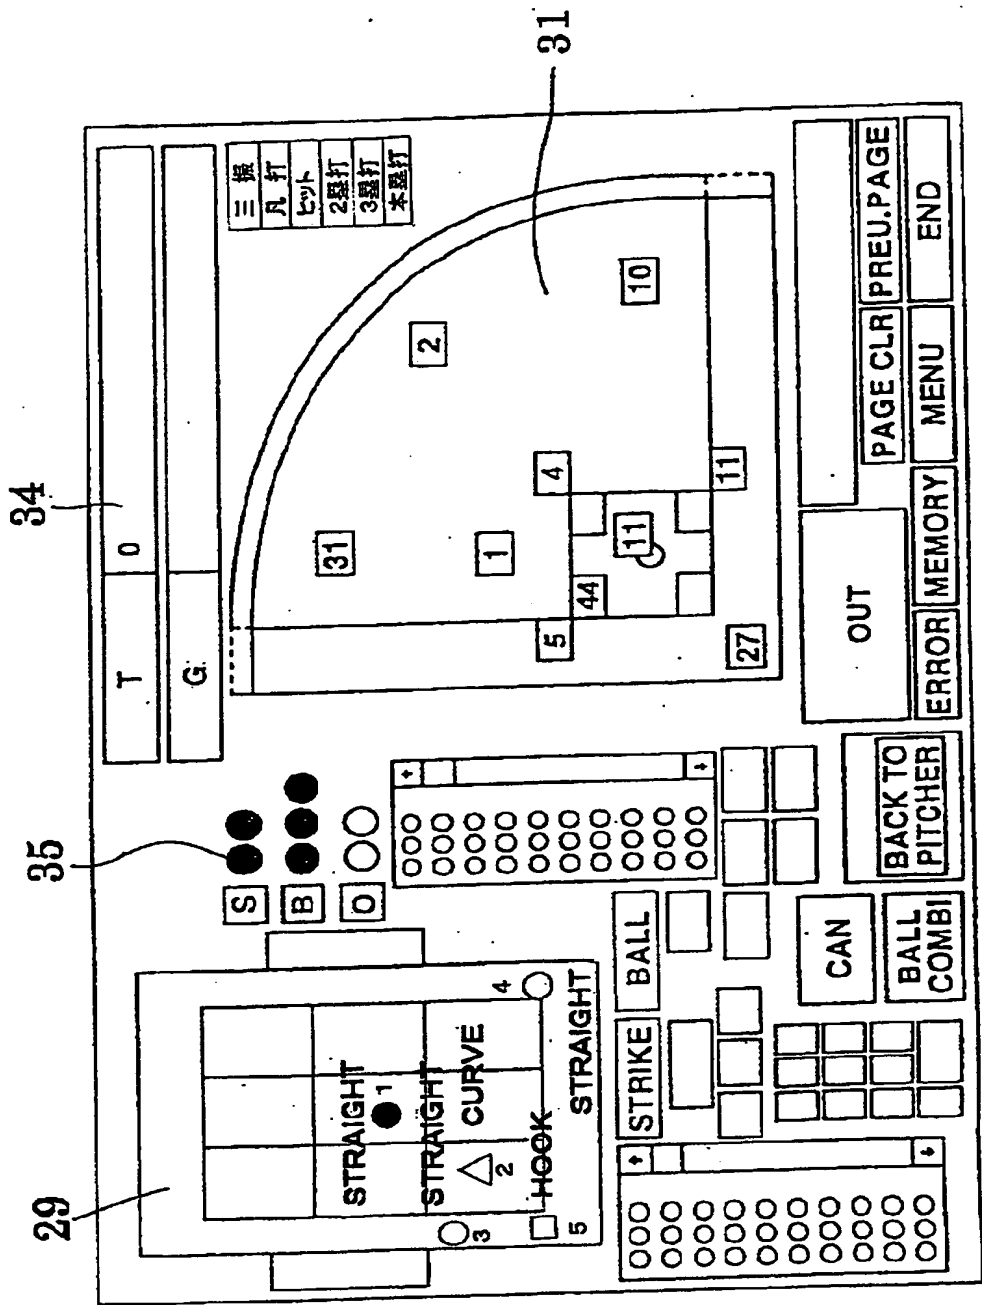 34
35
29
31
T
0
G
S
B
O
三 振
凡 打
ヒット
2塁打
3塁打
本塁打
STRAIGHT
1
STRAIGHT
2
CURVE
3
HOOK
4
5
STRAIGHT
31
2
1
4
10
44
11
5
11
27
↑
↓
STRIKE
BALL
↑
↓
CAN
BALL
COMBI
BACK TO
PITCHER
OUT
ERROR
MEMORY
PAGE CLR
PREU.PAGE
MENU
END